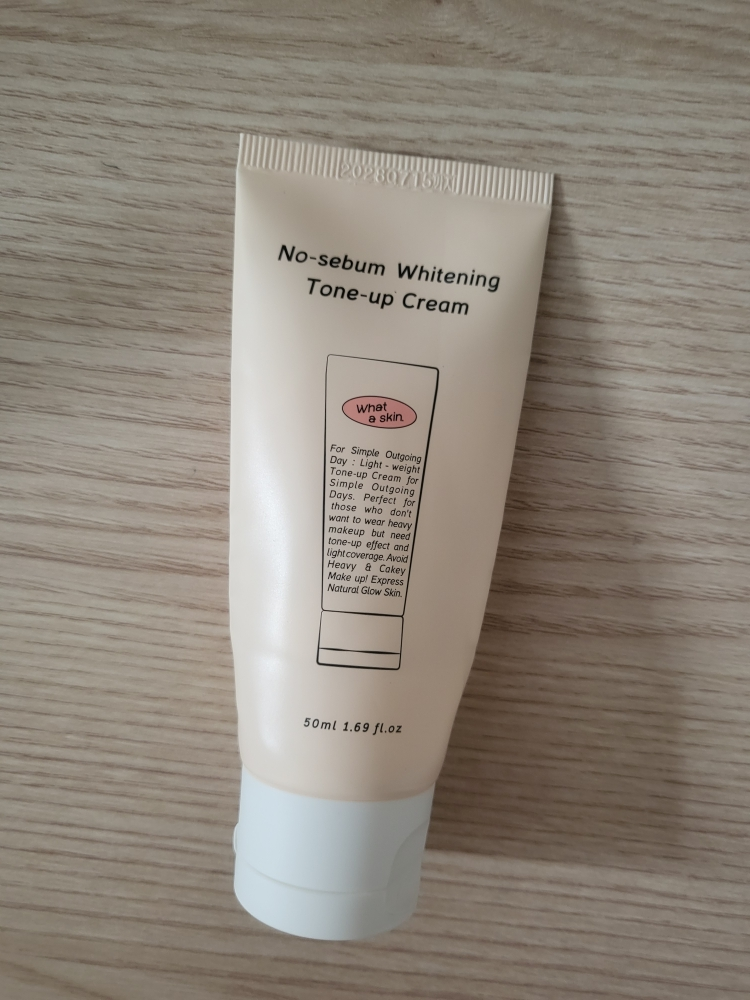 No-sebum Whitening
Tone-up Cream
What
a skin.
For Simple Outgoing
Day : Light - weight
Tone-up Cream for
Simple Outgoing
Days. Perfect for
those who don't
want to wear heavy
makeup but need
tone-up effect and
lightcoverage. Avoid
Heavy & Cakey
Make up! Express
Natural Glow Skin.
50ml 1.69 fl.oz